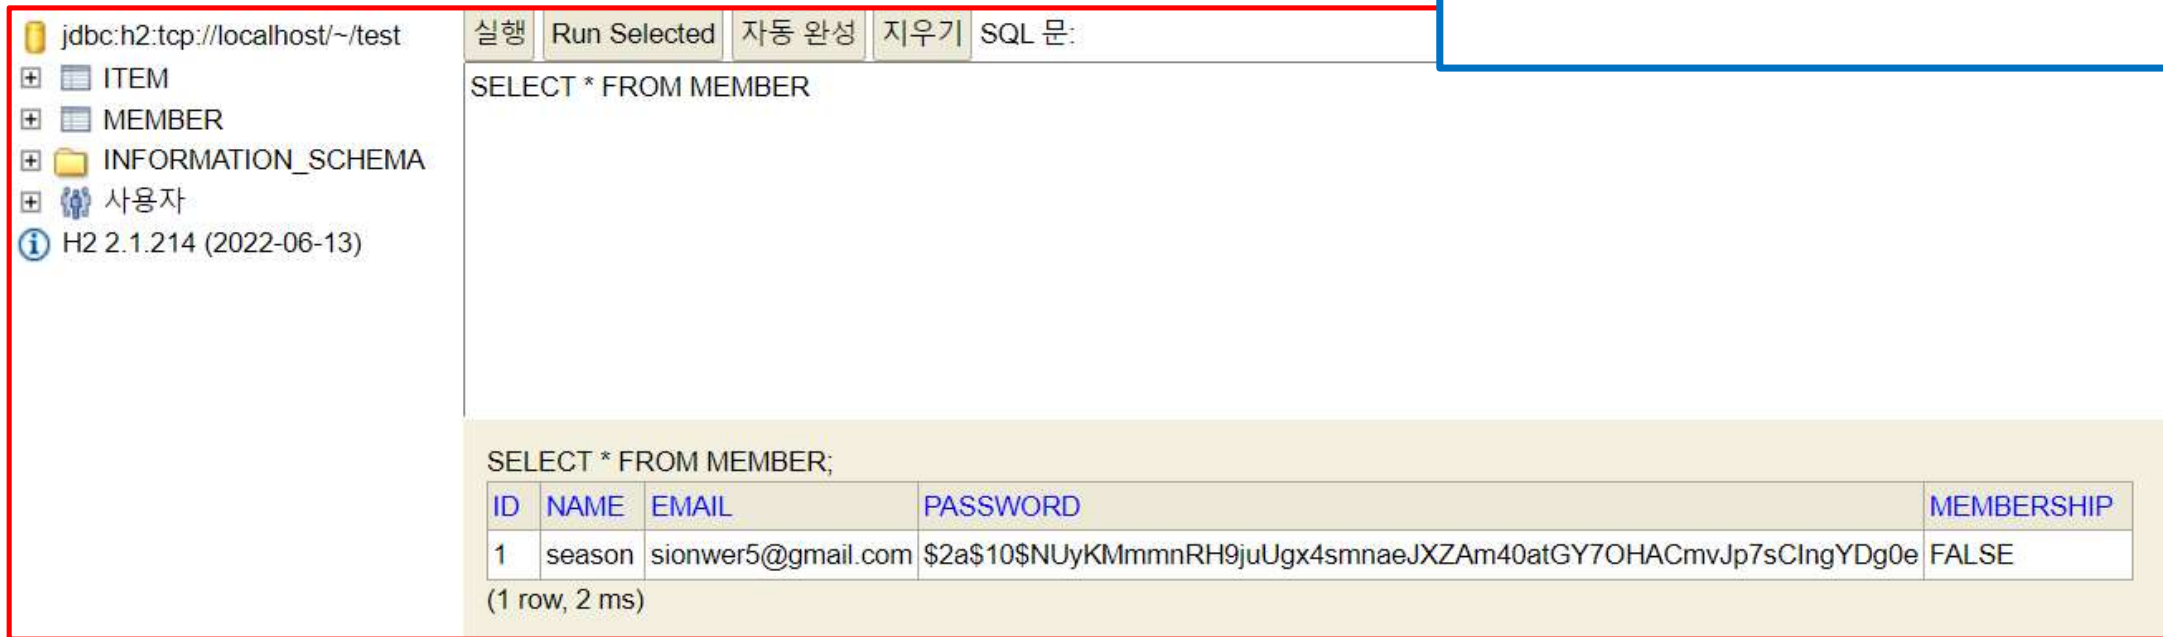 jdbc:h2:tcp://localhost/~/test
ITEM
MEMBER
INFORMATION_SCHEMA
사용자
H2 2.1.214 (2022-06-13)
실행 Run Selected 자동 완성 지우기 SQL 문:
SELECT * FROM MEMBER
SELECT * FROM MEMBER;
ID NAME EMAIL PASSWORD MEMBERSHIP
1 season sionwer5@gmail.com $2a$10$NUyKMmmnRH9juUgx4smnaeJXZAm40atGY7OHACmvJp7sCIngYDg0e FALSE
(1 row, 2 ms)